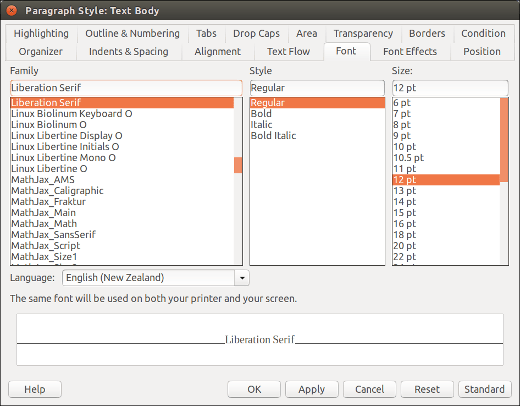 Paragraph Style: Text Body
Highlighting Outline & Numbering Tabs Drop Caps Area Transparency Borders Condition
Organizer Indents & Spacing Alignment Text Flow Font Font Effects Position
Family Style Size:
Liberation Serif Regular 12 pt
Liberation Serif Regular 6 pt
Linux Biolinum Keyboard O Bold 7 pt
Linux Biolinum O Italic 8 pt
Linux Libertine Display O Bold Italic 9 pt
Linux Libertine Initials O 10 pt
Linux Libertine Mono O 10.5 pt
Linux Libertine O 11 pt
MathJax_AMS 12 pt
MathJax_Caligraphic 13 pt
MathJax_Fraktur 14 pt
MathJax_Main 15 pt
MathJax_Math 16 pt
MathJax_SansSerif 18 pt
MathJax_Script 20 pt
MathJax_Size1 22 pt
Language: English (New Zealand)
The same font will be used on both your printer and your screen.
Liberation Serif
Help OK Apply Cancel Reset Standard